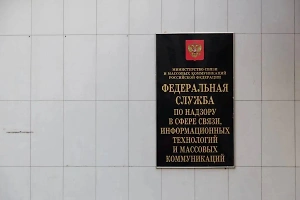 МИНИСТЕРСТВО СВЯЗИ
И МАССОВЫХ КОММУНИКАЦИЙ
РОССИЙСКОЙ ФЕДЕРАЦИИ
ФЕДЕРАЛЬНАЯ
СЛУЖБА
ПО НАДЗОРУ
В СФЕРЕ СВЯЗИ,
ИНФОРМАЦИОННЫХ
ТЕХНОЛОГИЙ
И МАССОВЫХ
КОММУНИКАЦИЙ